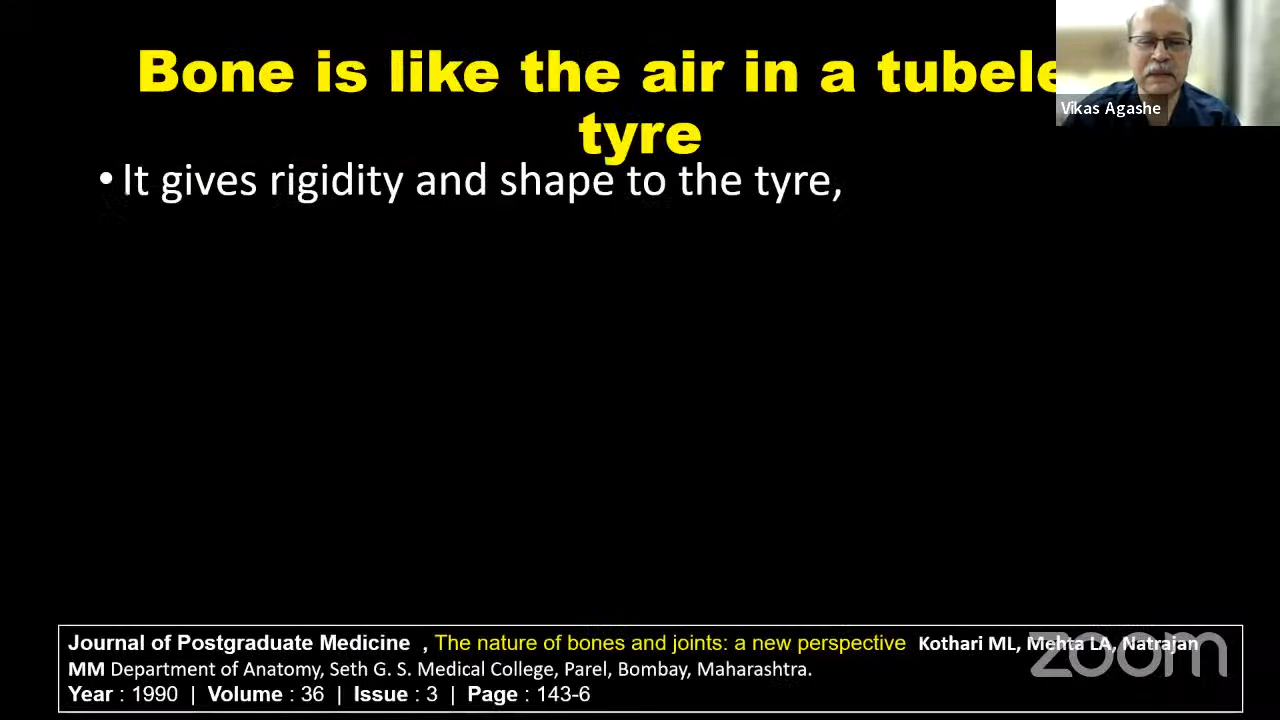 Bone is like the air in a tubele
tyre
• It gives rigidity and shape to the tyre,
Vikas Agashe
Journal of Postgraduate Medicine , The nature of bones and joints: a new perspective Kothari ML, Mehta LA, Natrajan
MM Department of Anatomy, Seth G. S. Medical College, Parel, Bombay, Maharashtra.
Year : 1990 | Volume : 36 | Issue : 3 | Page : 143-6
zoom